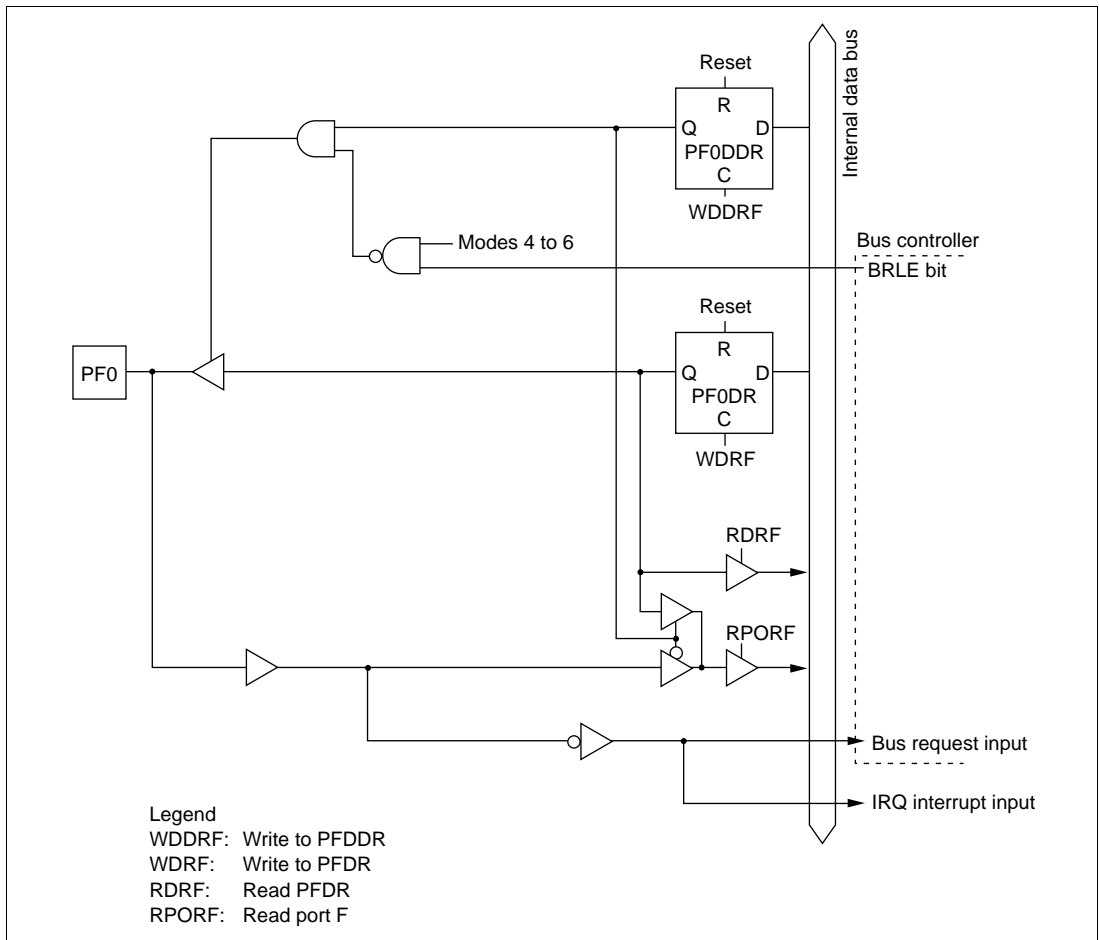 Internal data bus
Reset
R
Q D
PF0DDR
C
WDDRF
Modes 4 to 6
Bus controller
BRLE bit
Reset
R
PF0
Q D
PF0DR
C
WDRF
RDRF
RPORF
Bus request input
IRQ interrupt input
Legend
WDDRF: Write to PFDDR
WDRF: Write to PFDR
RDRF: Read PFDR
RPORF: Read port F